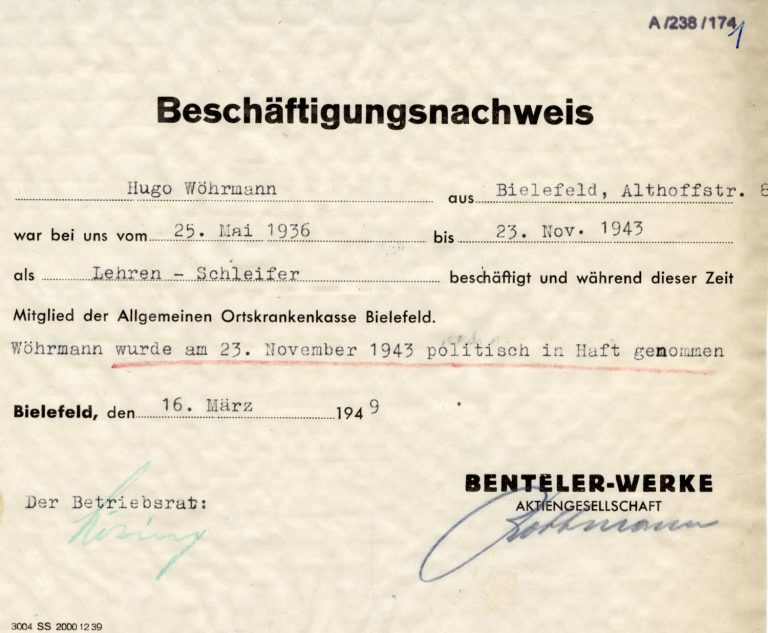 A/238/174
1
Beschäftigungsnachweis
Hugo Wöhrmann aus Bielefeld, Althoffstr. 8
war bei uns vom 25. Mai 1936 bis 23. Nov. 1943
als Lehren - Schleifer beschäftigt und während dieser Zeit
Mitglied der Allgemeinen Ortskrankenkasse Bielefeld.
Wöhrmann wurde am 23. November 1943 politisch in Haft genommen
Bielefeld, den 16. März 1949
BENTELER-WERKE
Der Betriebsrat: AKTIENGESELLSCHAFT
3004 SS 2000 12 39